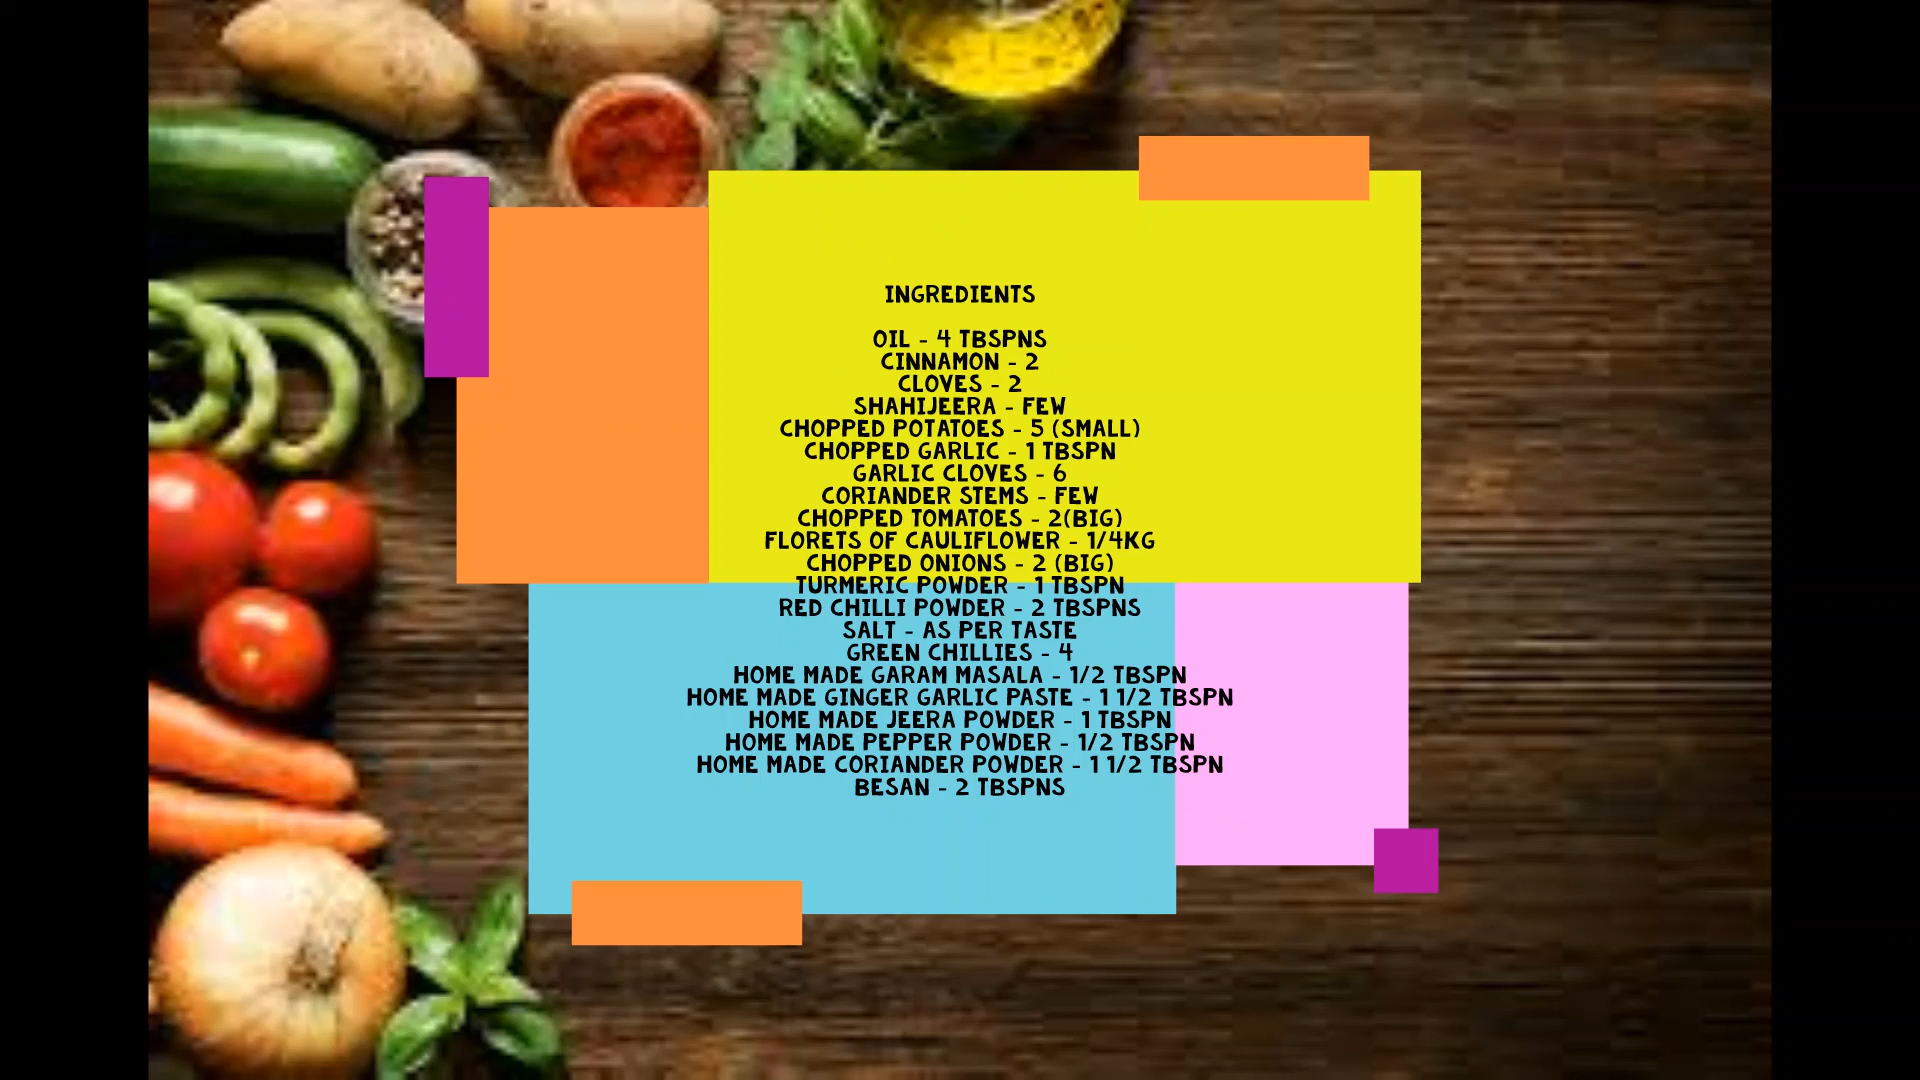 INGREDIENTS
OIL - 4 TBSPNS
CINNAMON - 2
CLOVES - 2
SHAHIJEERA - FEW
CHOPPED POTATOES - 5 (SMALL)
CHOPPED GARLIC - 1 TBSPN
GARLIC CLOVES - 6
CORIANDER STEMS - FEW
CHOPPED TOMATOES - 2(BIG)
FLORETS OF CAULIFLOWER - 1/4KG
CHOPPED ONIONS - 2 (BIG)
TURMERIC POWDER - 1 TBSPN
RED CHILLI POWDER - 2 TBSPNS
SALT - AS PER TASTE
GREEN CHILLIES - 4
HOME MADE GARAM MASALA - 1/2 TBSPN
HOME MADE GINGER GARLIC PASTE - 1 1/2 TBSPN
HOME MADE JEERA POWDER - 1 TBSPN
HOME MADE PEPPER POWDER - 1/2 TBSPN
HOME MADE CORIANDER POWDER - 1 1/2 TBSPN
BESAN - 2 TBSPNS